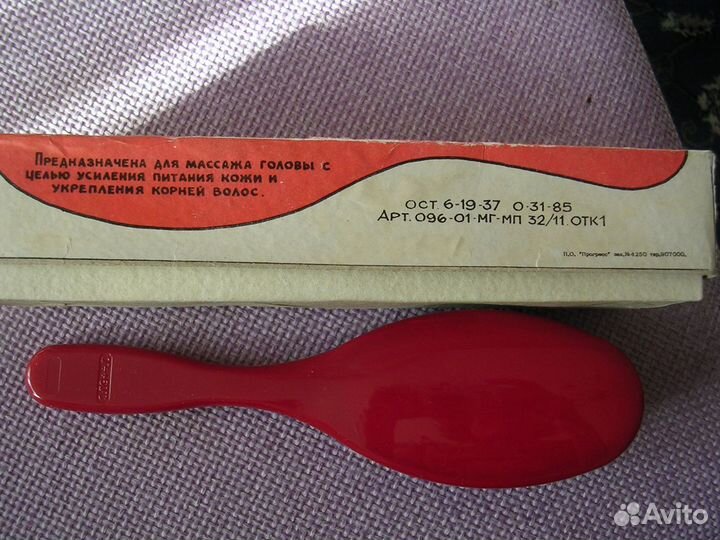 Предназначена для массажа головы с
целью усиления питания кожи и
укрепления корней волос.
ОСТ 6-19-37 О-31-85
Арт. 096-01-МГ-МП 32/11. ОТК1
П.О. "Прогресс" зак.№4250 тир.907000.
Avito